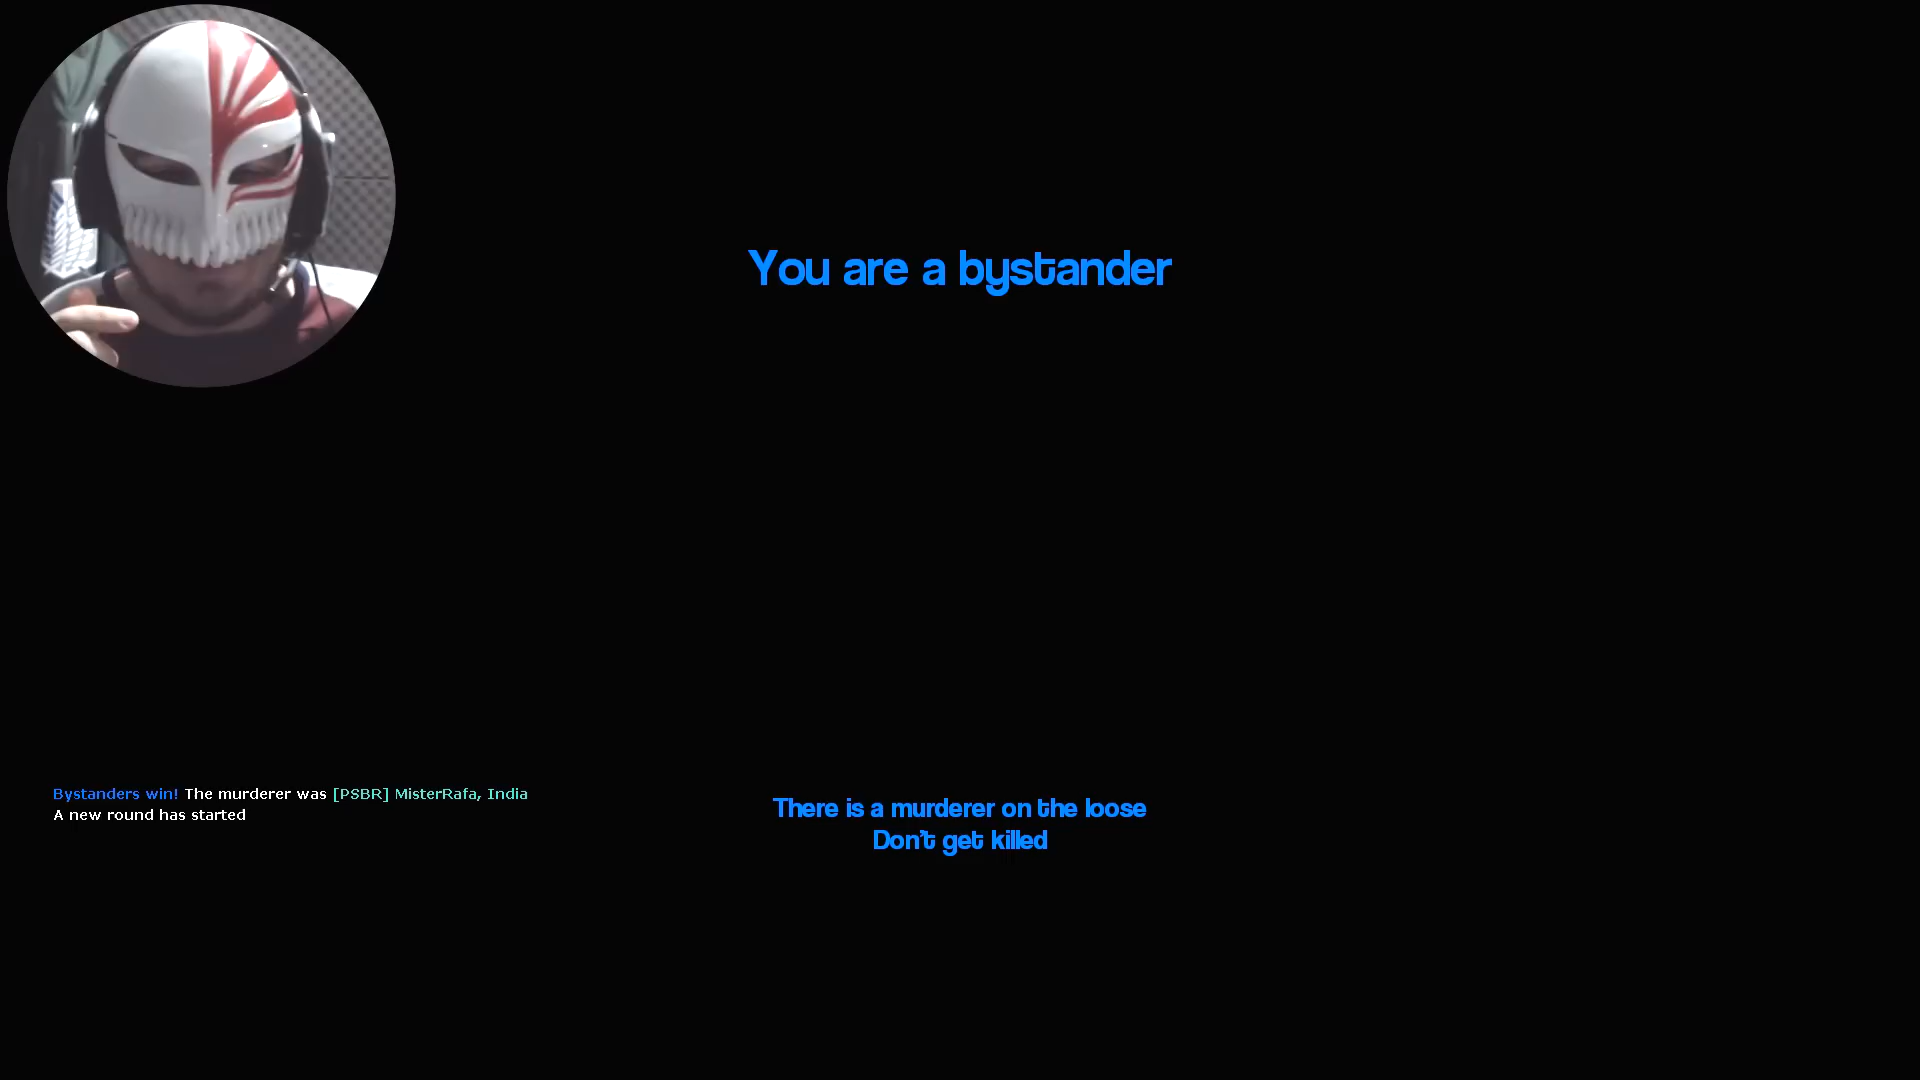 You are a bystander
Bystanders win! The murderer was [PSBR] MisterRafa, India
A new round has started
There is a murderer on the loose
Don't get killed